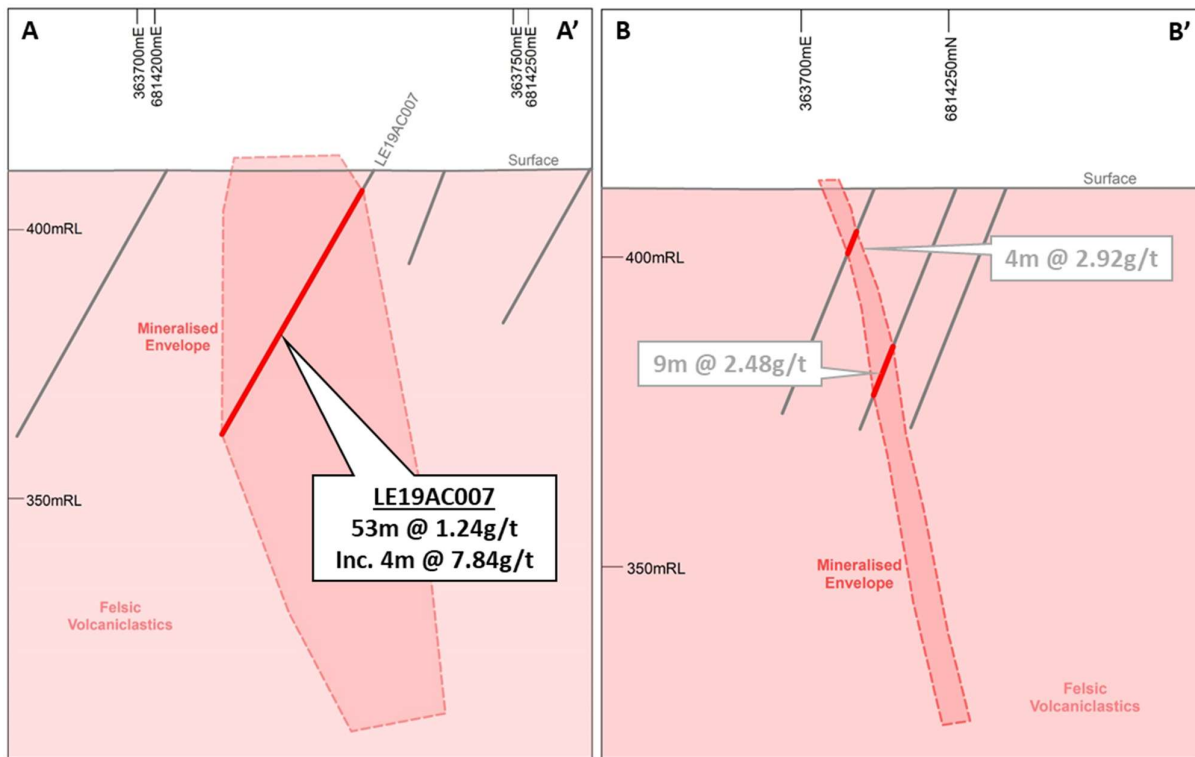 A
363700mE
6814200mE
363750mE
6814250mE
A'
LE19AC007
Surface
400mRL
Mineralised
Envelope
350mRL
LE19AC007
53m @ 1.24g/t
Inc. 4m @ 7.84g/t
Felsic
Volcaniclastics
B
363700mE
6814250mN
B'
Surface
400mRL
4m @ 2.92g/t
9m @ 2.48g/t
350mRL
Mineralised
Envelope
Felsic
Volcaniclastics